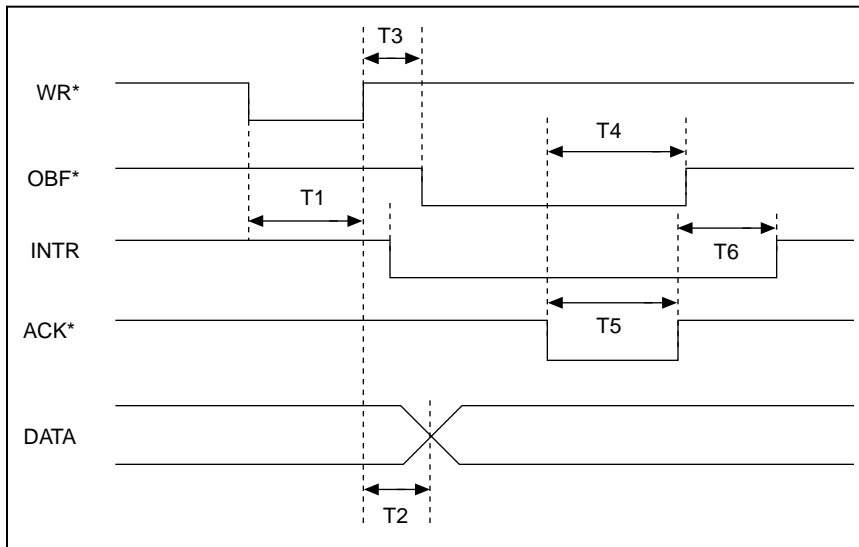 T3
WR*
T4
OBF*
T1
INTR
T6
T5
ACK*
DATA
T2